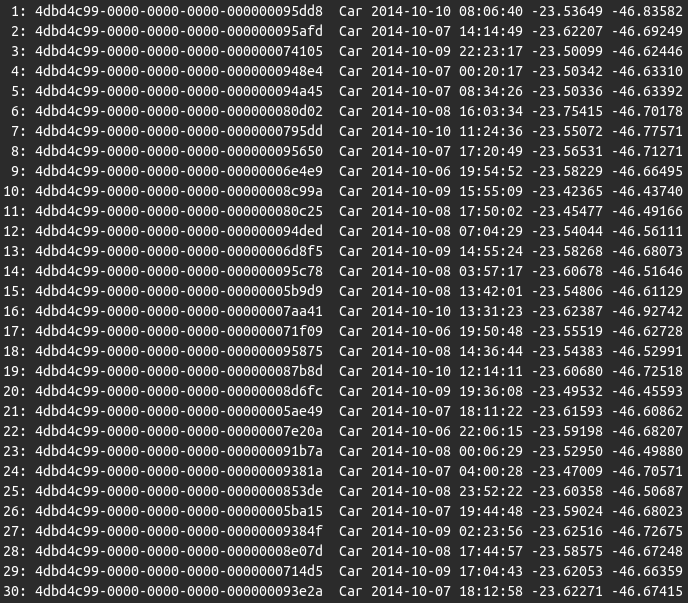 1: 4dbd4c99-0000-0000-0000-000000095dd8 Car 2014-10-10 08:06:40 -23.53649 -46.83582
2: 4dbd4c99-0000-0000-0000-000000095afd Car 2014-10-07 14:14:49 -23.62207 -46.69249
3: 4dbd4c99-0000-0000-0000-000000074105 Car 2014-10-09 22:23:17 -23.50099 -46.62446
4: 4dbd4c99-0000-0000-0000-0000000948e4 Car 2014-10-07 00:20:17 -23.50342 -46.63310
5: 4dbd4c99-0000-0000-0000-000000094a45 Car 2014-10-07 08:34:26 -23.50336 -46.63392
6: 4dbd4c99-0000-0000-0000-000000080d02 Car 2014-10-08 16:03:34 -23.75415 -46.70178
7: 4dbd4c99-0000-0000-0000-0000000795dd Car 2014-10-10 11:24:36 -23.55072 -46.77571
8: 4dbd4c99-0000-0000-0000-000000095650 Car 2014-10-07 17:20:49 -23.56531 -46.71271
9: 4dbd4c99-0000-0000-0000-00000006e4e9 Car 2014-10-06 19:54:52 -23.58229 -46.66495
10: 4dbd4c99-0000-0000-0000-00000008c99a Car 2014-10-09 15:55:09 -23.42365 -46.43740
11: 4dbd4c99-0000-0000-0000-000000080c25 Car 2014-10-08 17:50:02 -23.45477 -46.49166
12: 4dbd4c99-0000-0000-0000-000000094ded Car 2014-10-08 07:04:29 -23.54044 -46.56111
13: 4dbd4c99-0000-0000-0000-00000006d8f5 Car 2014-10-09 14:55:24 -23.58268 -46.68073
14: 4dbd4c99-0000-0000-0000-000000095c78 Car 2014-10-08 03:57:17 -23.60678 -46.51646
15: 4dbd4c99-0000-0000-0000-00000005b9d9 Car 2014-10-08 13:42:01 -23.54806 -46.61129
16: 4dbd4c99-0000-0000-0000-00000007aa41 Car 2014-10-10 13:31:23 -23.62387 -46.92742
17: 4dbd4c99-0000-0000-0000-000000071f09 Car 2014-10-06 19:50:48 -23.55519 -46.62728
18: 4dbd4c99-0000-0000-0000-000000095875 Car 2014-10-08 14:36:44 -23.54383 -46.52991
19: 4dbd4c99-0000-0000-0000-000000087b8d Car 2014-10-10 12:14:11 -23.60680 -46.72518
20: 4dbd4c99-0000-0000-0000-00000008d6fc Car 2014-10-09 19:36:08 -23.49532 -46.45593
21: 4dbd4c99-0000-0000-0000-00000005ae49 Car 2014-10-07 18:11:22 -23.61593 -46.60862
22: 4dbd4c99-0000-0000-0000-00000007e20a Car 2014-10-06 22:06:15 -23.59198 -46.68207
23: 4dbd4c99-0000-0000-0000-000000091b7a Car 2014-10-08 00:06:29 -23.52950 -46.49880
24: 4dbd4c99-0000-0000-0000-00000009381a Car 2014-10-07 04:00:28 -23.47009 -46.70571
25: 4dbd4c99-0000-0000-0000-0000000853de Car 2014-10-08 23:52:22 -23.60358 -46.50687
26: 4dbd4c99-0000-0000-0000-00000005ba15 Car 2014-10-07 19:44:48 -23.59024 -46.68023
27: 4dbd4c99-0000-0000-0000-00000009384f Car 2014-10-09 02:23:56 -23.62516 -46.72675
28: 4dbd4c99-0000-0000-0000-00000008e07d Car 2014-10-08 17:44:57 -23.58575 -46.67248
29: 4dbd4c99-0000-0000-0000-0000000714d5 Car 2014-10-09 17:04:43 -23.62053 -46.66359
30: 4dbd4c99-0000-0000-0000-000000093e2a Car 2014-10-07 18:12:58 -23.62271 -46.67415